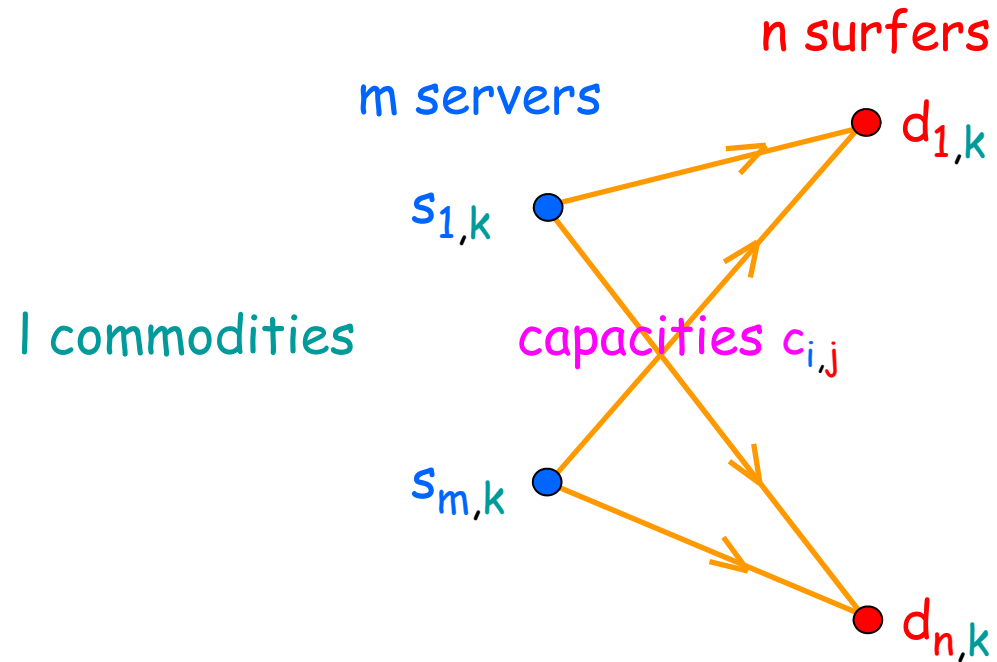 n surfers
m servers
d1,k
s1,k
l commodities
capacities ci,j
sm,k
dn,k